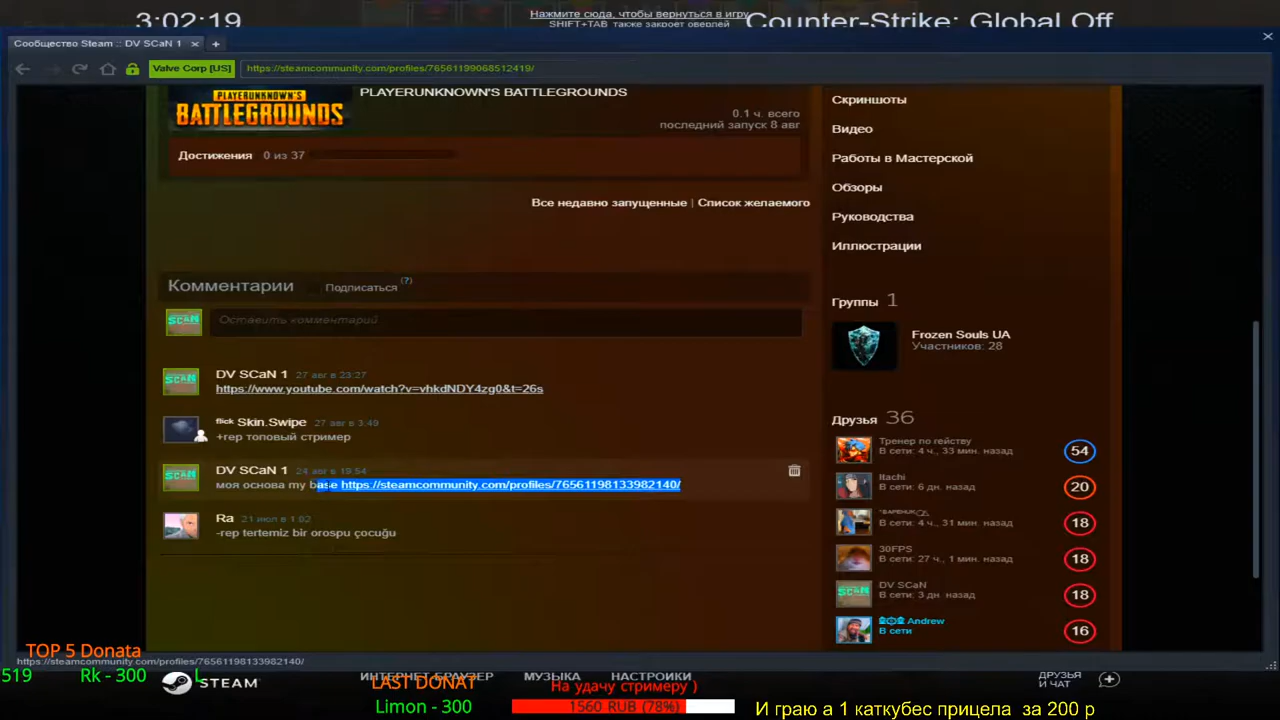 3:02:19
Нажмите сюда, чтобы вернуться в игру
SHIFT+TAB также закроет оверлей
Counter-Strike: Global Off
Сообщество Steam :: DV SCaN 1
Valve Corp [US]
https://steamcommunity.com/profiles/76561199068512419/
PLAYERUNKNOWN'S
BATTLEGROUNDS
PLAYERUNKNOWN'S BATTLEGROUNDS
0.1 ч. всего
последний запуск 8 авг
Достижения 0 из 37
Все недавно запущенные | Список желаемого
Скриншоты
Видео
Работы в Мастерской
Обзоры
Руководства
Иллюстрации
Комментарии Подписаться (?)
Оставить комментарий
DV SCaN 1 27 авг в 23:27
https://www.youtube.com/watch?v=vhkdNDY4zg0&t=26s
flick Skin.Swipe 27 авг в 3:49
+rep топовый стример
DV SCaN 1 24 авг в 19:54
моя основа my base https://steamcommunity.com/profiles/76561198133982140/
Ra 21 июл в 1:02
-rep tertemiz bir orospu çocuğu
Группы 1
Frozen Souls UA
Участников: 28
Друзья 36
Тренер по гейству
В сети: 4 ч., 33 мин. назад
54
Itachi
В сети: 6 дн. назад
20
В сети: 4 ч., 31 мин. назад
18
30FPS
В сети: 27 ч., 1 мин. назад
18
DV SCaN
В сети: 3 дн. назад
18
Andrew
В сети
16
TOP 5 Donata
https://steamcommunity.com/profiles/76561198133982140/
519 Rk - 300 L
STEAM
ИНТЕРНЕТ-БРАУЗЕР
МУЗЫКА
НАСТРОЙКИ
ДРУЗЬЯ
И ЧАТ
LAST DONAT
Limon - 300
На удачу стримеру )
1560 RUB (78%)
И граю а 1 каткубес прицела за 200 р